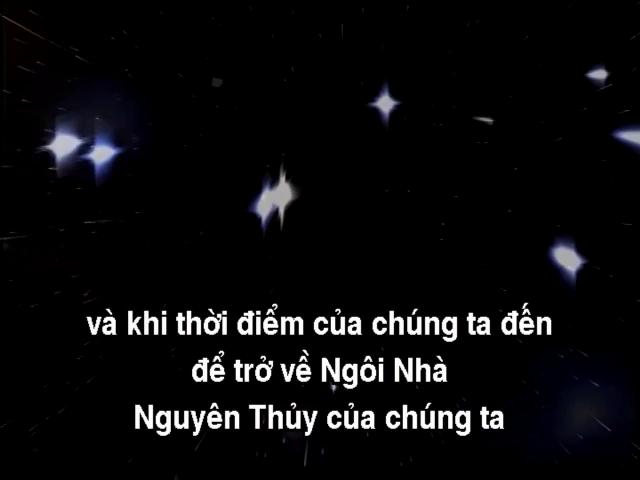 và khi thời điểm của chúng ta đến
để trở về Ngôi Nhà
Nguyên Thủy của chúng ta